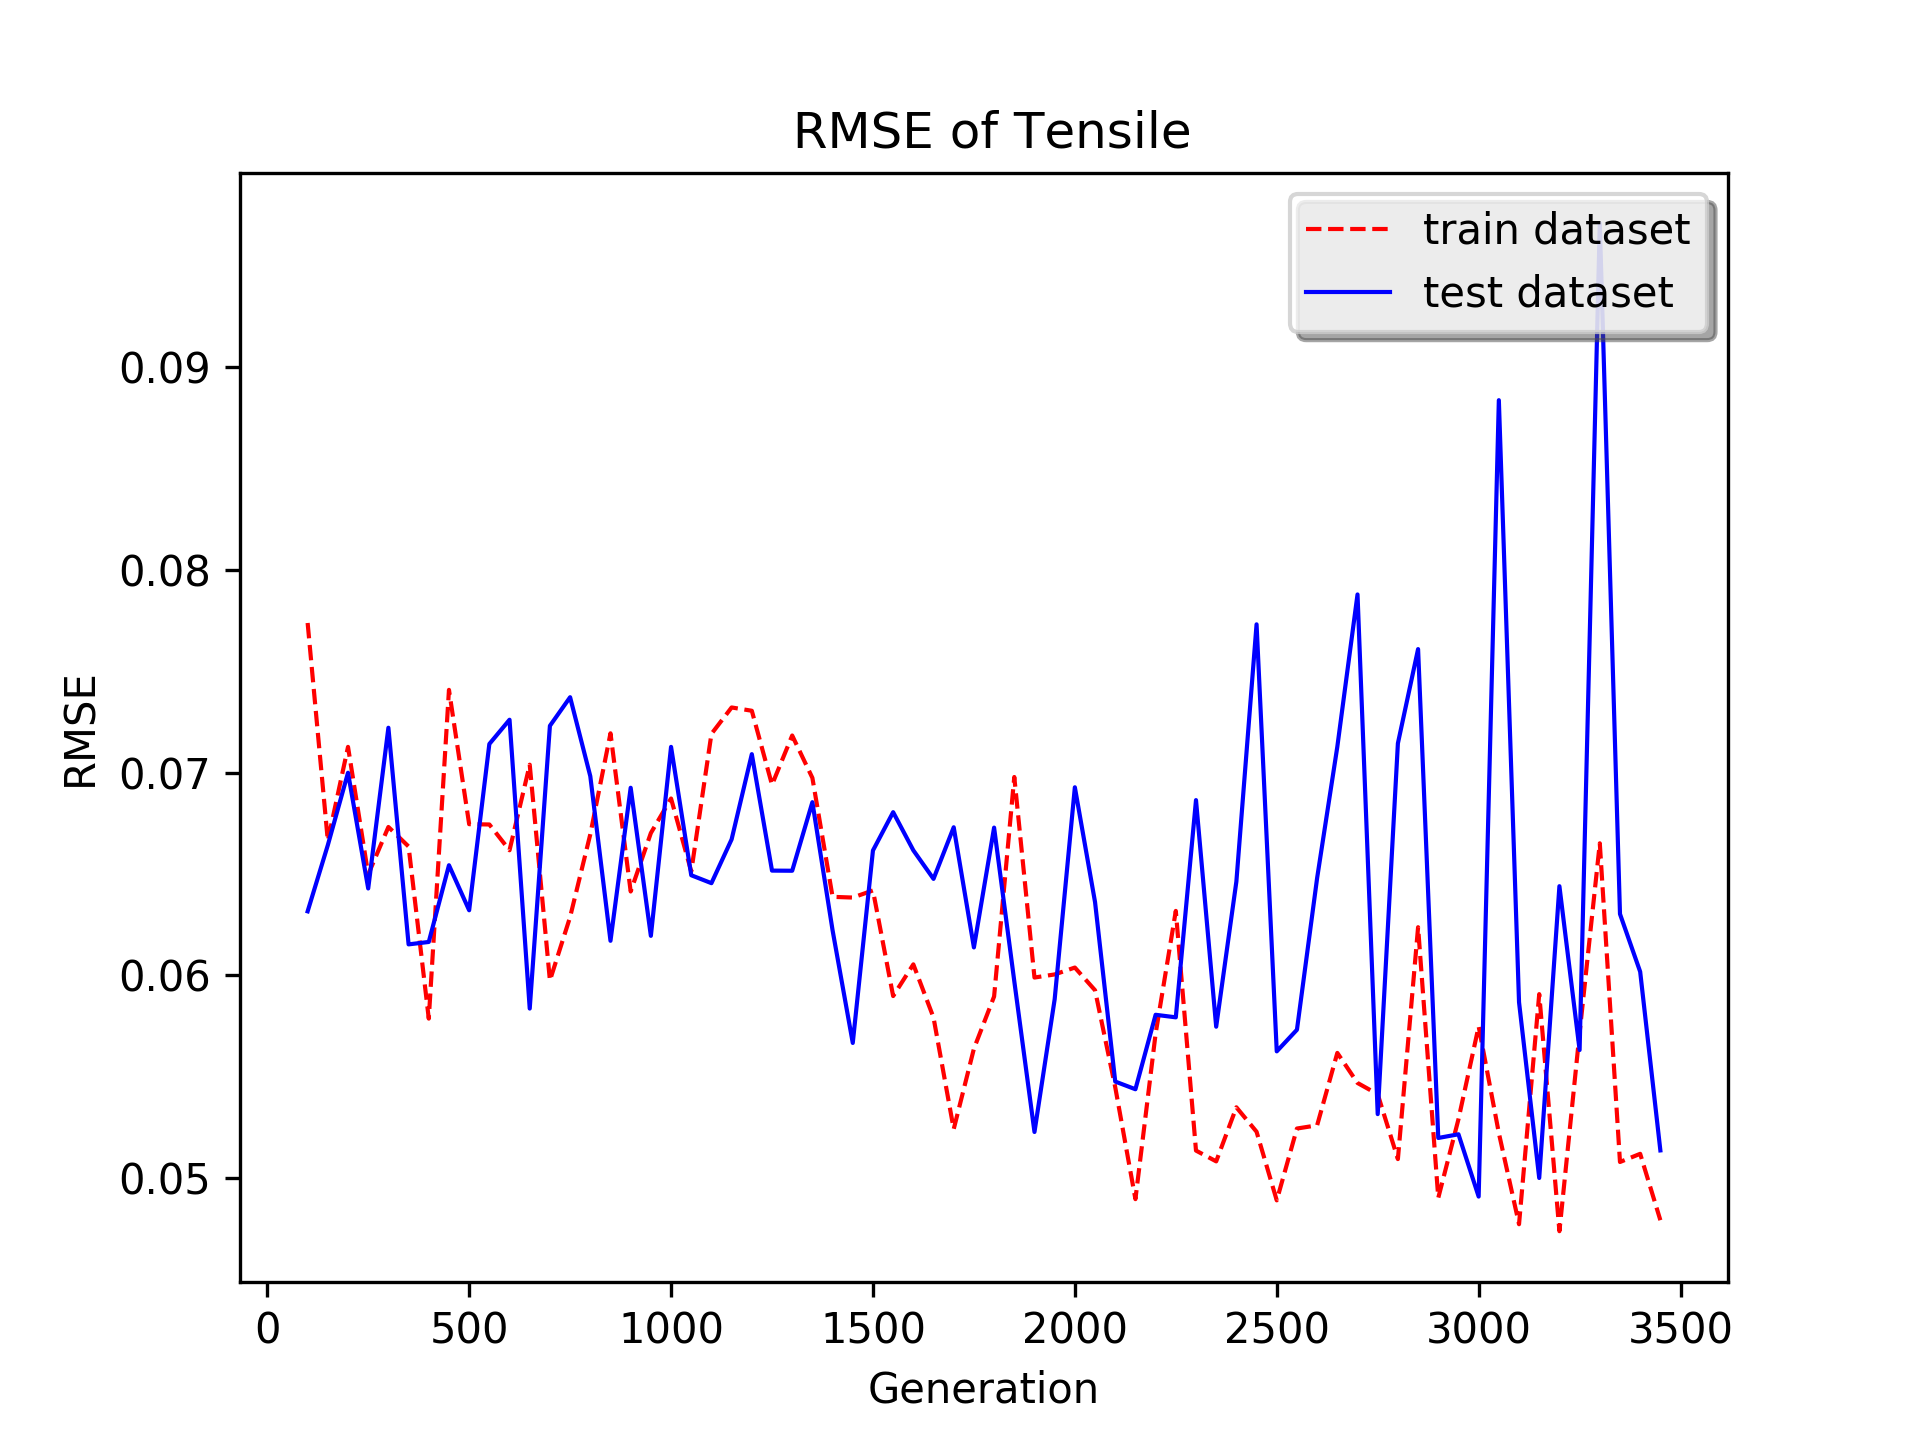 RMSE of Tensile
train dataset
test dataset
0.09
0.08
0.07
0.06
0.05
RMSE
0 500 1000 1500 2000 2500 3000 3500
Generation